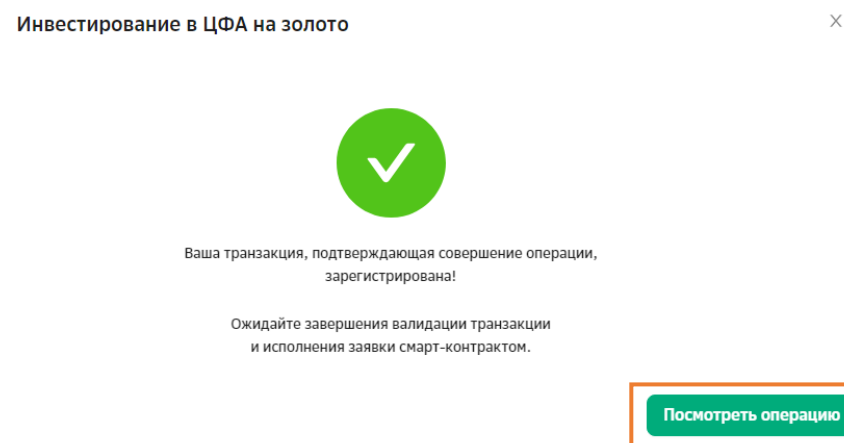 Инвестирование в ЦФА на золото
Ваша транзакция, подтверждающая совершение операции,
зарегистрирована!
Ожидайте завершения валидации транзакции
и исполнения заявки смарт-контрактом.
Посмотреть операцию